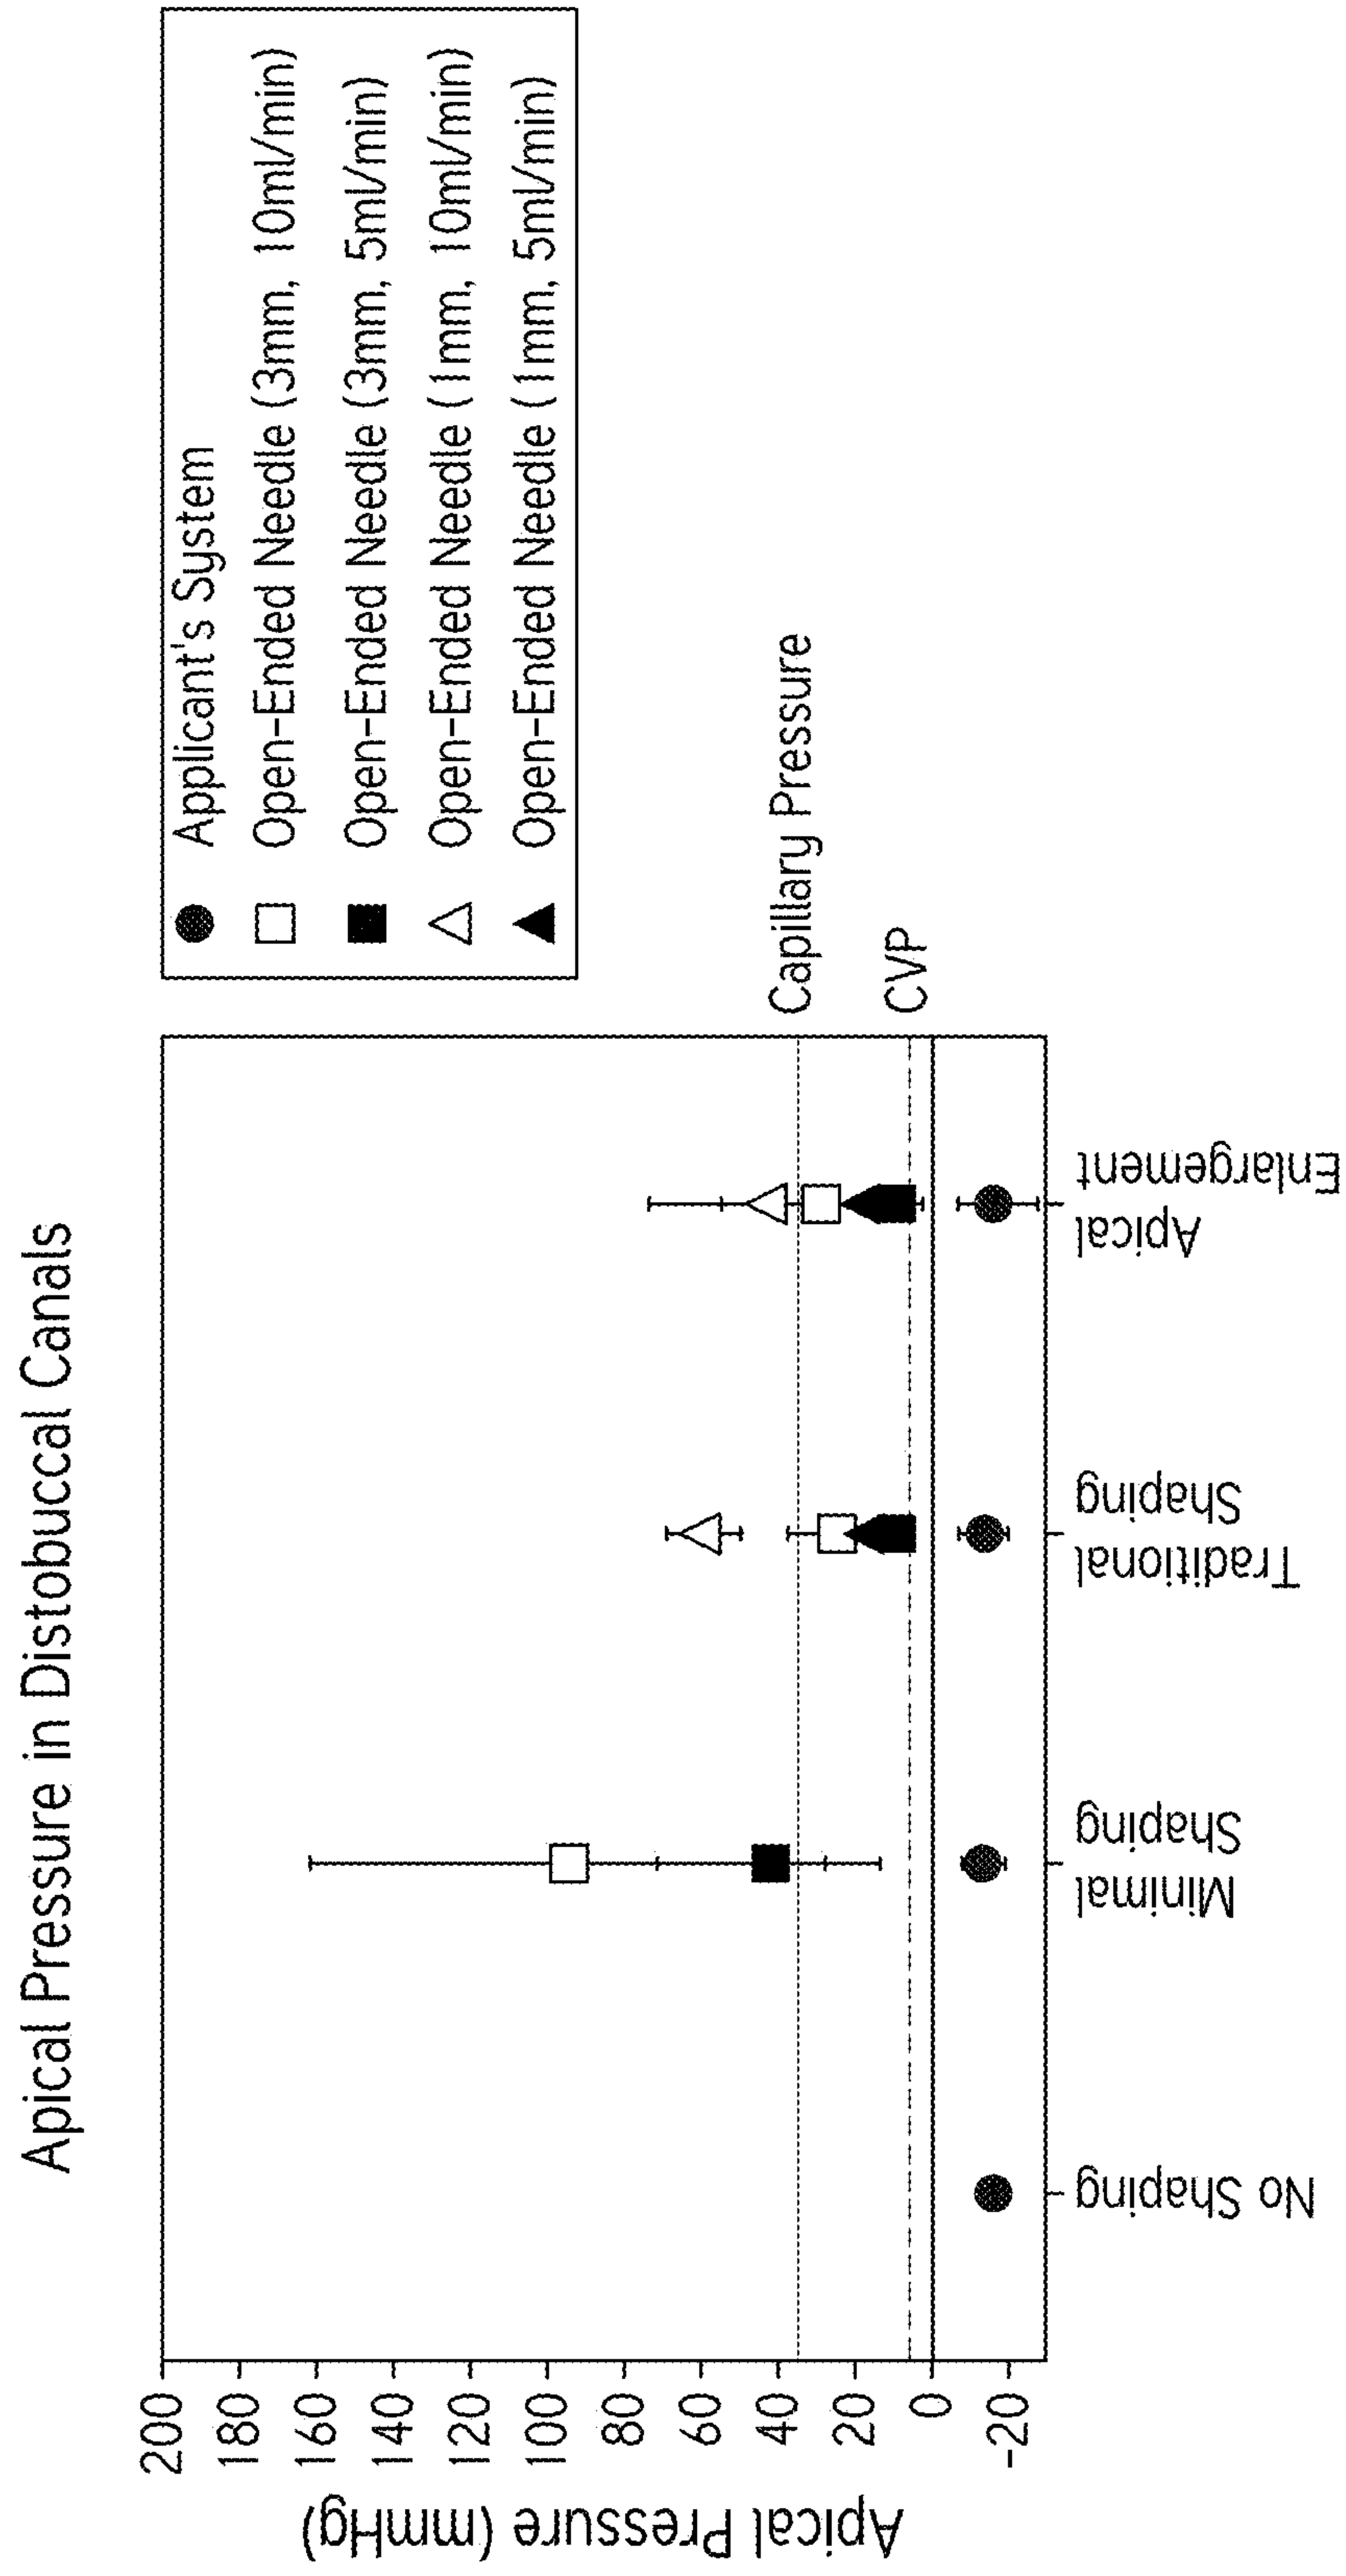 Apical Pressure in Distobuccal Canals
Apical Pressure (mmHg)
200
180
160
140
120
100
80
60
40
20
0
-20
No Shaping
Minimal
Shaping
Traditional
Shaping
Apical
Enlargement
Capillary Pressure
CVP
Applicant's System
Open-Ended Needle (3mm, 10ml/min)
Open-Ended Needle (3mm, 5ml/min)
Open-Ended Needle (1mm, 10ml/min)
Open-Ended Needle (1mm, 5ml/min)